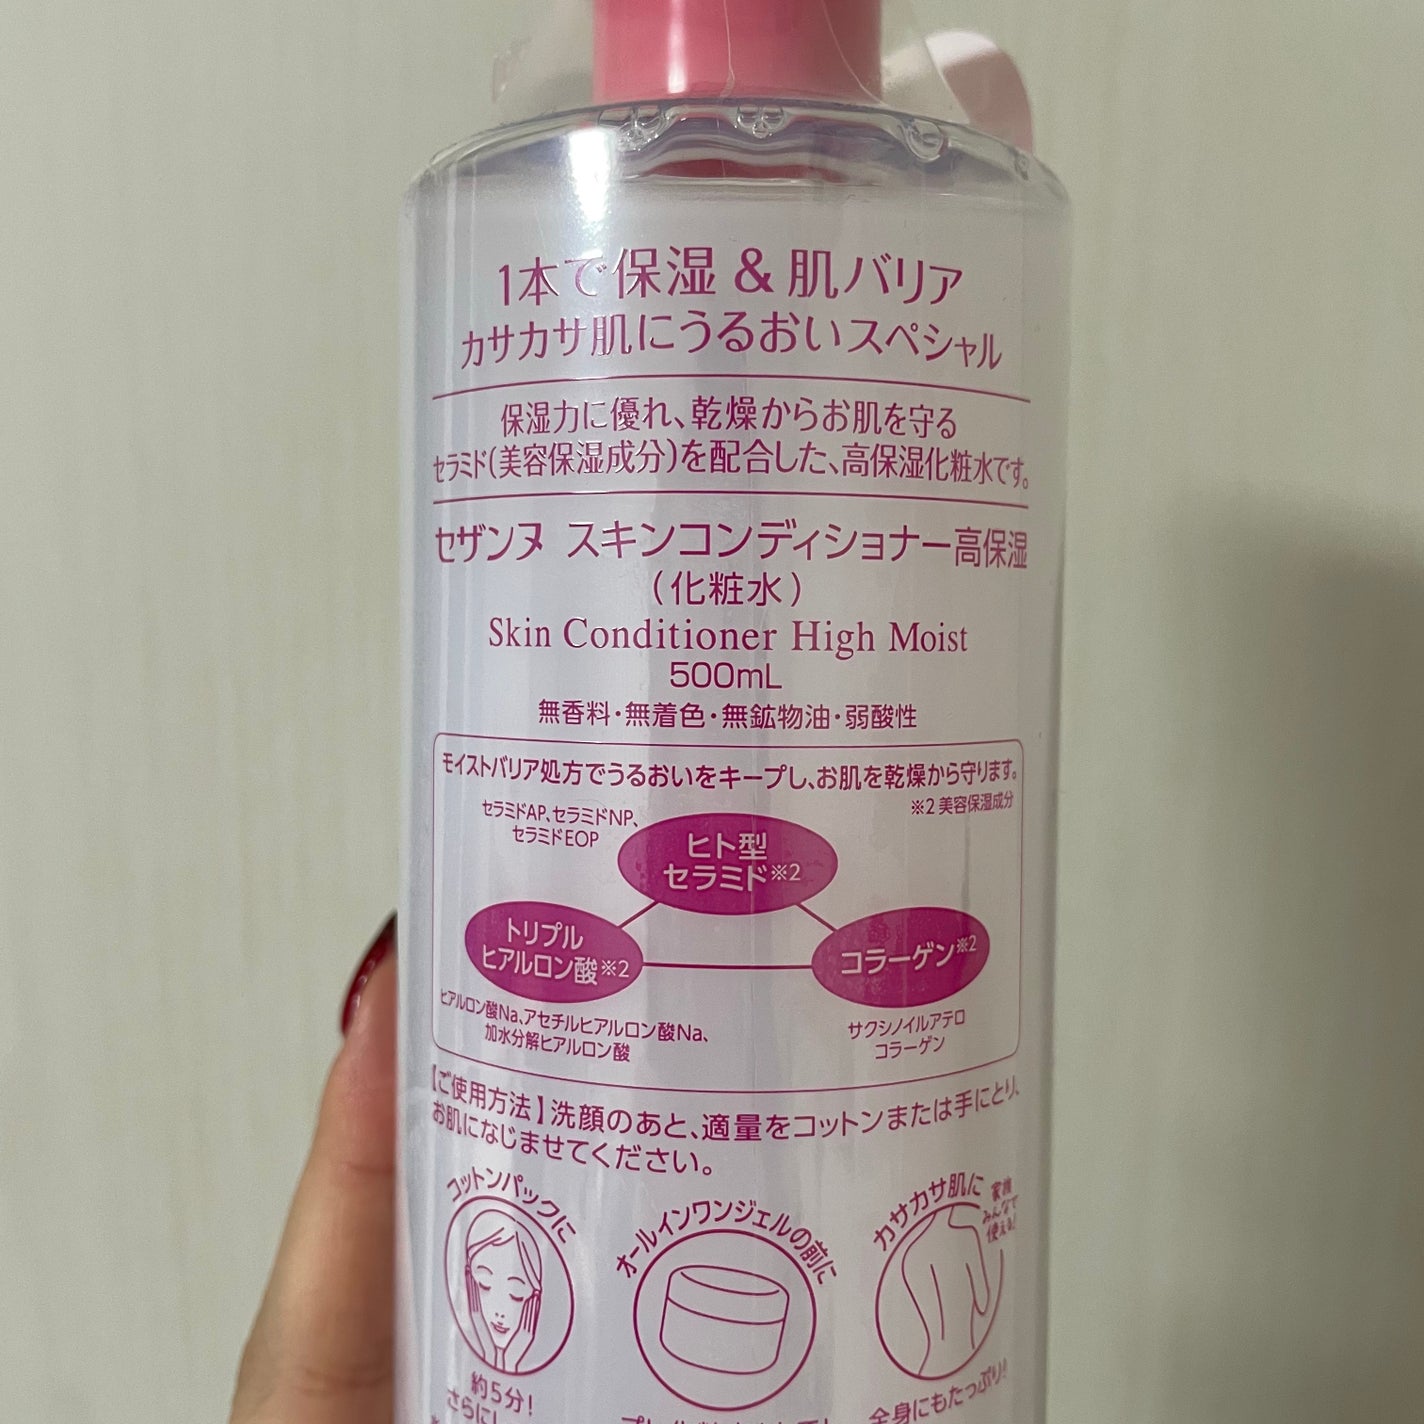 1本で保湿 & 肌バリア
カサカサ肌にうるおいスペシャル
保湿力に優れ、乾燥からお肌を守る
セラミド(美容保湿成分)を配合した、高保湿化粧水です。
セザンヌ スキンコンディショナー高保湿
(化粧水)
Skin Conditioner High Moist
500mL
無香料・無着色・無鉱物油・弱酸性
モイストバリア処方でうるおいをキープし、お肌を乾燥から守ります。
※2 美容保湿成分
セラミドAP、セラミドNP、
セラミドEOP
ヒト型
セラミド※2
トリプル
ヒアルロン酸※2
コラーゲン※2
ヒアルロン酸Na、アセチルヒアルロン酸Na、
加水分解ヒアルロン酸
サクシノイルアテロ
コラーゲン
【ご使用方法】洗顔のあと、適量をコットンまたは手にとり、
お肌になじませてください。
コットンパックに
オールインワンジェルの前に
カサカサ肌に
家族
みんなで
使える!
約5分!
さらに!
全身にもたっぷり!